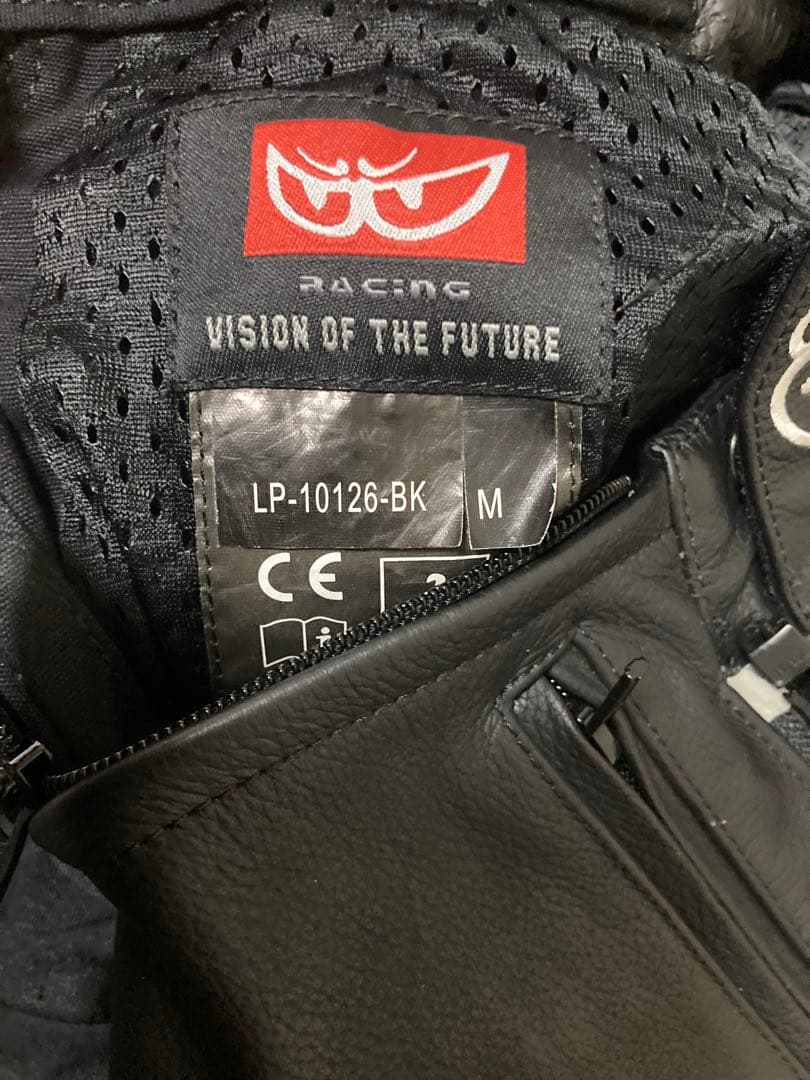 RACING
VISION OF THE FUTURE
LP-10126-BK M
CE
i